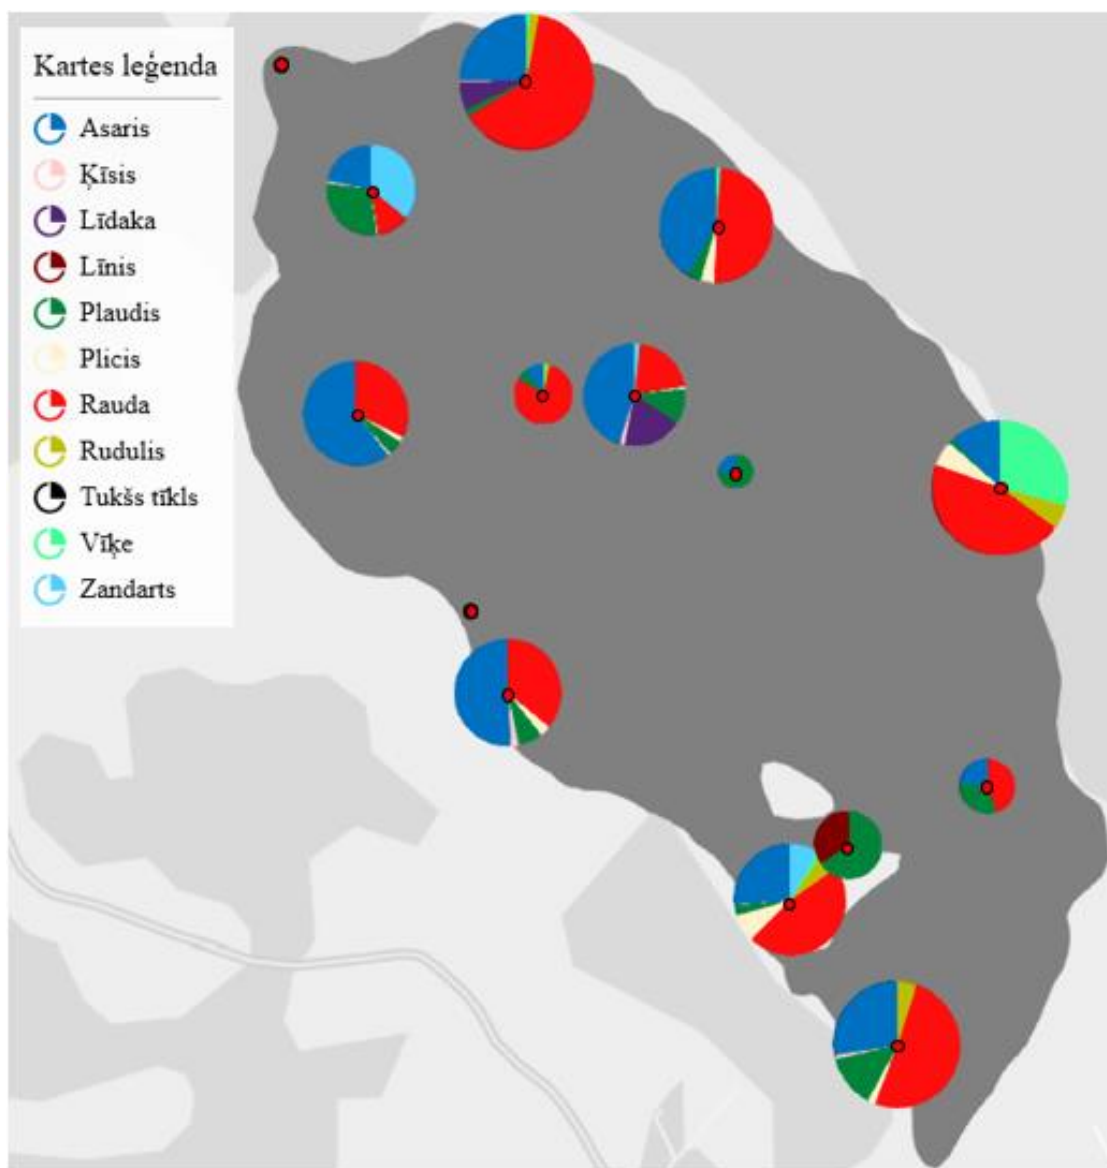 Kartes leģenda
Asaris
Ķīsis
Līdaka
Līnis
Plaudis
Plicis
Rauda
Rudulis
Tukšs tīkls
Vīķe
Zandarts